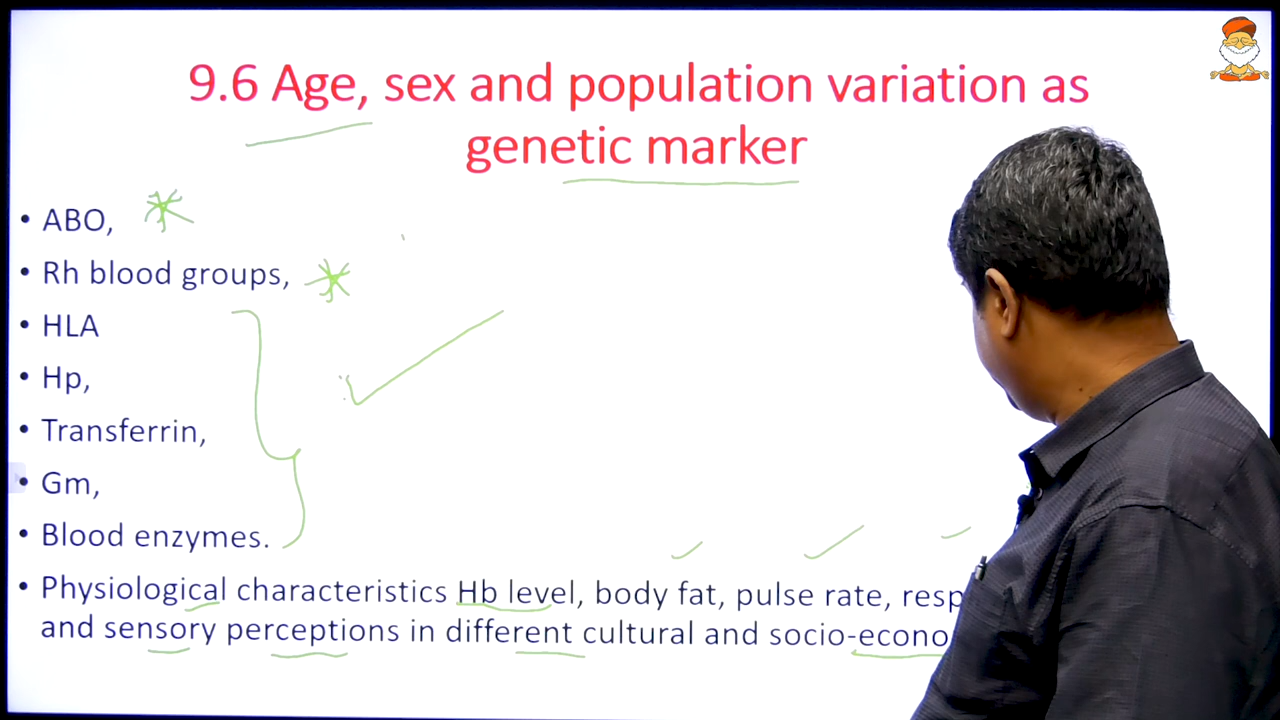 9.6 Age, sex and population variation as
genetic marker
• ABO,
• Rh blood groups,
• HLA
• Hp,
• Transferrin,
• Gm,
• Blood enzymes.
• Physiological characteristics Hb level, body fat, pulse rate,
and sensory perceptions in different cultural and